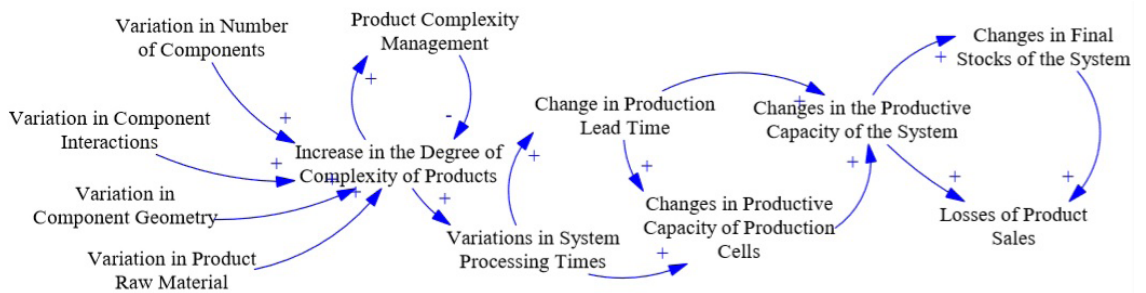 Variation in Number
of Components
Product Complexity
Management
Changes in Final
Stocks of the System
Variation in Component
Interactions
Change in Production
Lead Time
Changes in the Productive
Capacity of the System
Increase in the Degree of
Complexity of Products
Variation in
Component Geometry
Changes in Productive
Capacity of Production
Cells
Losses of Product
Sales
Variations in System
Processing Times
Variation in Product
Raw Material
+
+
-
+
+
+
+
+
+
+
+
+
+
+
+
+